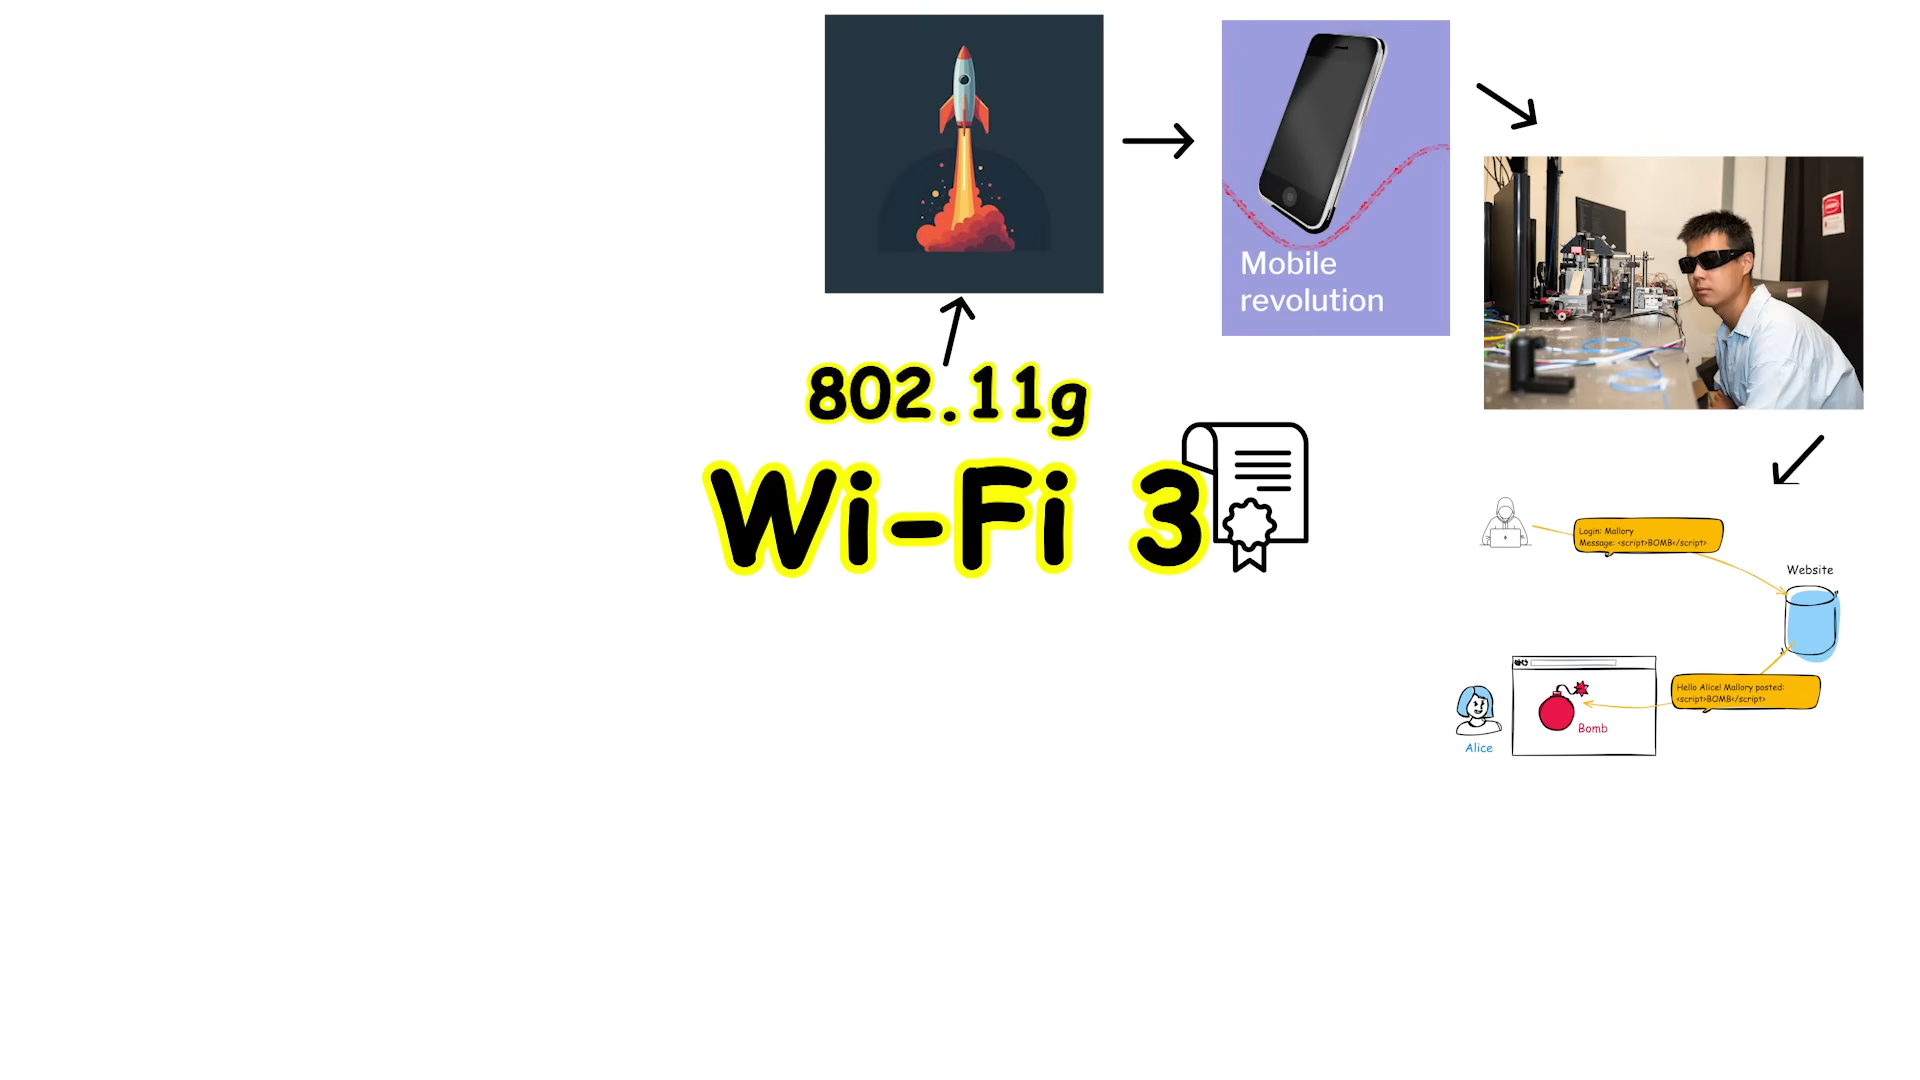 Mobile
revolution
802.11g
Wi-Fi 3
Login: Mallory
Message: <script>BOMB</script>
Website
Hello Alice! Mallory posted:
<script>BOMB</script>
Bomb
Alice